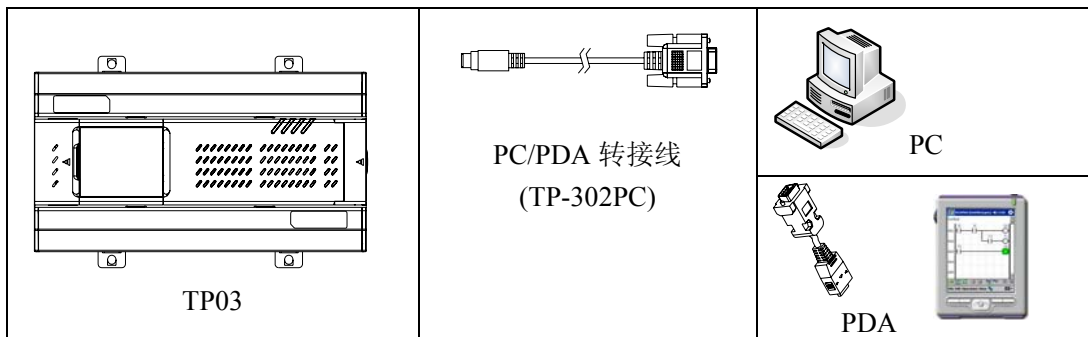 TP03
PC/PDA 转接线
(TP-302PC)
PC
PDA